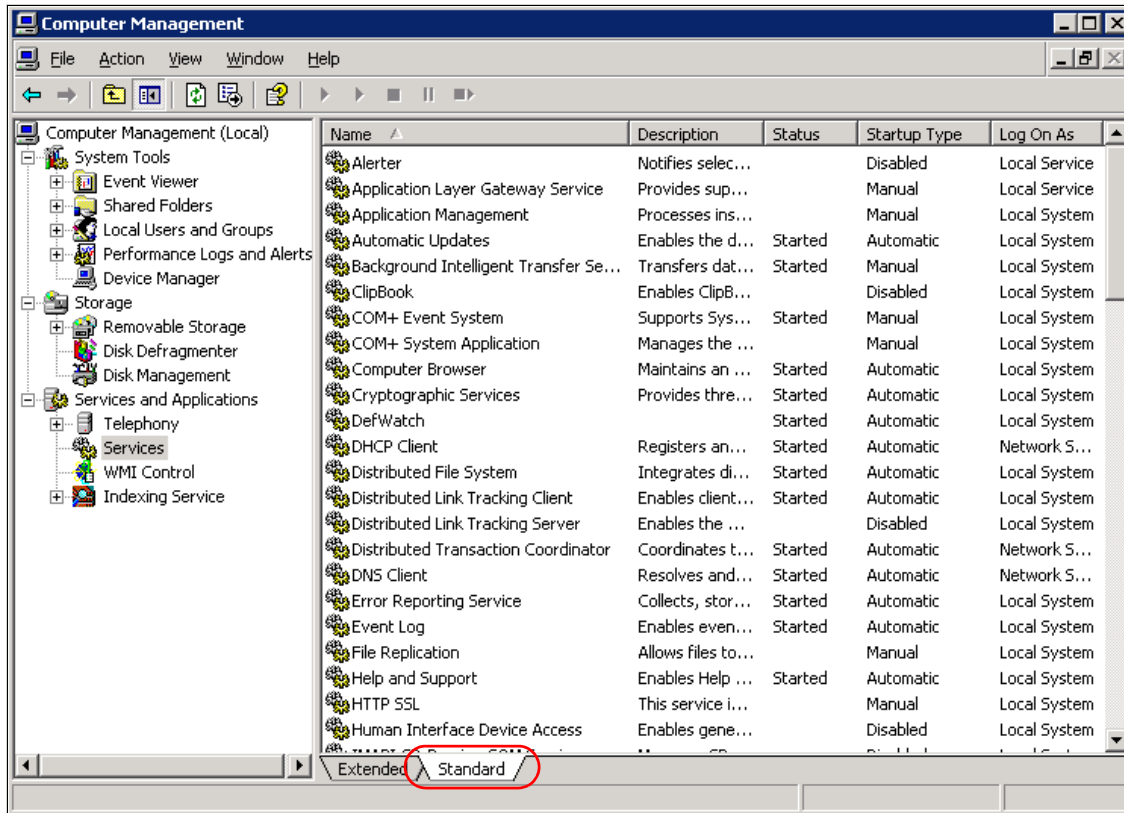 Computer Management
File Action View Window Help
Computer Management (Local)
System Tools
Event Viewer
Shared Folders
Local Users and Groups
Performance Logs and Alerts
Device Manager
Storage
Removable Storage
Disk Defragmenter
Disk Management
Services and Applications
Telephony
Services
WMI Control
Indexing Service
Name Description Status Startup Type Log On As
Alerter Notifies selec... Disabled Local Service
Application Layer Gateway Service Provides sup... Manual Local Service
Application Management Processes ins... Manual Local System
Automatic Updates Enables the d... Started Automatic Local System
Background Intelligent Transfer Se... Transfers dat... Started Manual Local System
ClipBook Enables ClipB... Disabled Local System
COM+ Event System Supports Sys... Started Manual Local System
COM+ System Application Manages the ... Manual Local System
Computer Browser Maintains an ... Started Automatic Local System
Cryptographic Services Provides thre... Started Automatic Local System
DefWatch Started Automatic Local System
DHCP Client Registers an... Started Automatic Network S...
Distributed File System Integrates di... Started Automatic Local System
Distributed Link Tracking Client Enables client... Started Automatic Local System
Distributed Link Tracking Server Enables the ... Disabled Local System
Distributed Transaction Coordinator Coordinates t... Started Automatic Network S...
DNS Client Resolves and... Started Automatic Network S...
Error Reporting Service Collects, stor... Started Automatic Local System
Event Log Enables even... Started Automatic Local System
File Replication Allows files to... Manual Local System
Help and Support Enables Help ... Started Automatic Local System
HTTP SSL This service i... Manual Local System
Human Interface Device Access Enables gene... Disabled Local System
Extended Standard